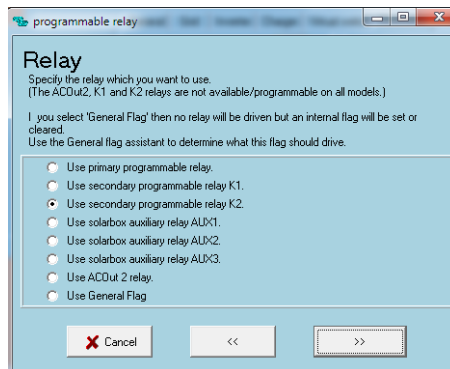 programmable relay
Relay
Specify the relay which you want to use.
(The ACOut2, K1 and K2 relays are not available/programmable on all models.)
I you select 'General Flag' then no relay will be driven but an internal flag will be set or
cleared.
Use the General flag assistant to determine what this flag should drive.
Use primary programmable relay.
Use secondary programmable relay K1.
Use secondary programmable relay K2.
Use solarbox auxiliary relay AUX1.
Use solarbox auxiliary relay AUX2.
Use solarbox auxiliary relay AUX3.
Use ACOut 2 relay.
Use General Flag
Cancel
<<
>>